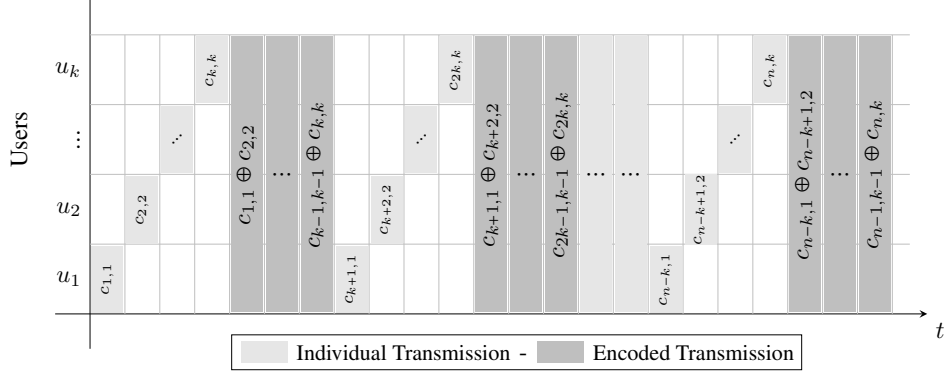 Users
u_k
...
u_2
u_1
c_{1,1}
c_{2,2}
...
c_{k,k}
c_{1,1} ⊕ c_{2,2}
...
c_{k-1,k-1} ⊕ c_{k,k}
c_{k+1,1}
c_{k+2,2}
...
c_{2k,k}
c_{k+1,1} ⊕ c_{k+2,2}
...
c_{2k-1,k-1} ⊕ c_{2k,k}
...
...
c_{n-k,1}
c_{n-k+1,2}
...
c_{n,k}
c_{n-k,1} ⊕ c_{n-k+1,2}
...
c_{n-1,k-1} ⊕ c_{n,k}
t
Individual Transmission - Encoded Transmission